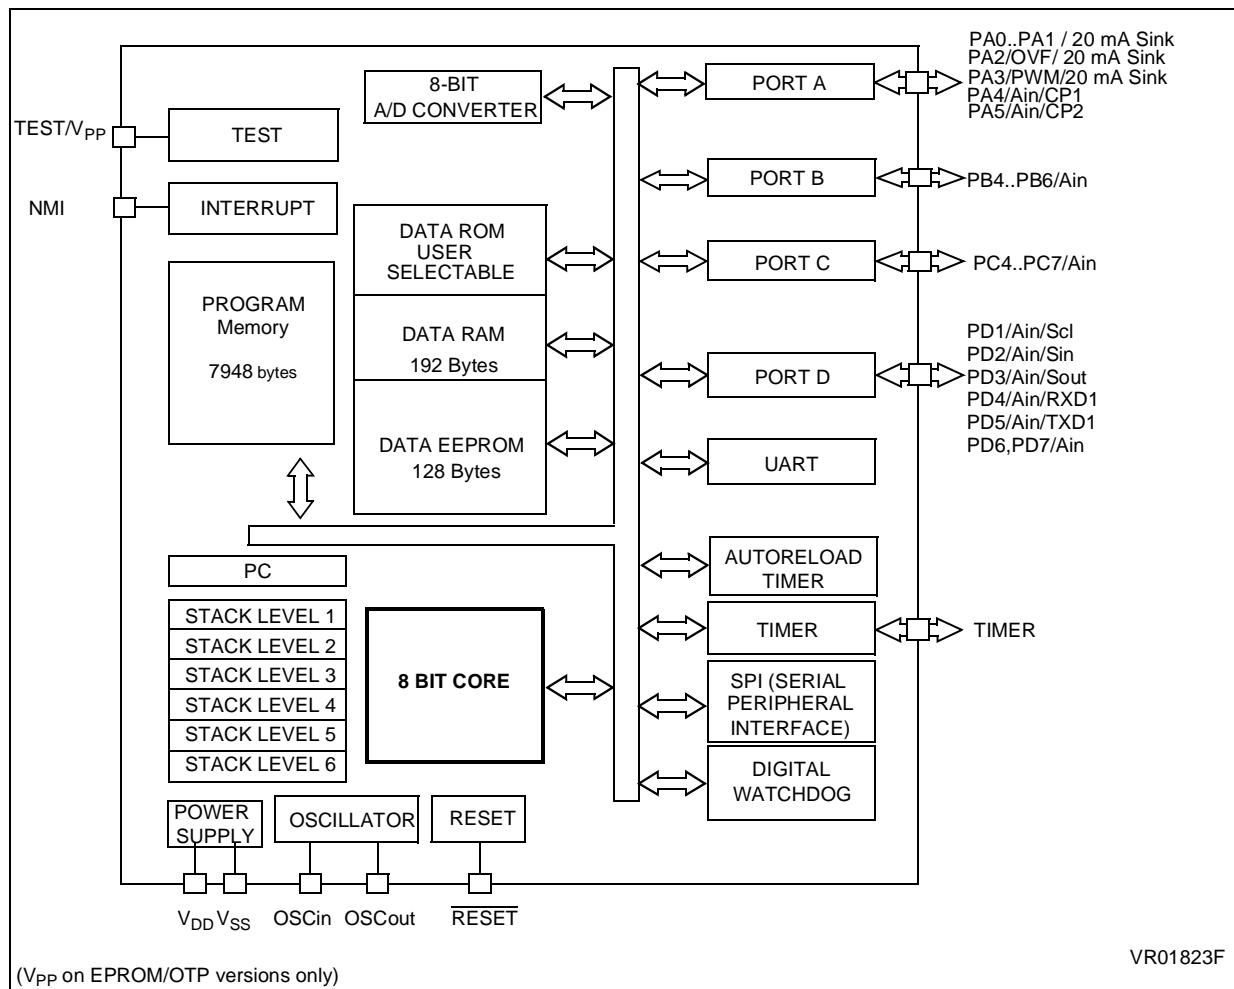 8-BIT
A/D CONVERTER
PORT A
PA0..PA1 / 20 mA Sink
PA2/OVF/ 20 mA Sink
PA3/PWM/20 mA Sink
PA4/Ain/CP1
PA5/Ain/CP2
TEST/VPP
TEST
PORT B
PB4..PB6/Ain
NMI
INTERRUPT
DATA ROM
USER
SELECTABLE
PORT C
PC4..PC7/Ain
PROGRAM
Memory
7948 bytes
DATA RAM
192 Bytes
PORT D
PD1/Ain/Scl
PD2/Ain/Sin
PD3/Ain/Sout
PD4/Ain/RXD1
PD5/Ain/TXD1
PD6,PD7/Ain
DATA EEPROM
128 Bytes
UART
PC
AUTORELOAD
TIMER
STACK LEVEL 1
STACK LEVEL 2
STACK LEVEL 3
STACK LEVEL 4
STACK LEVEL 5
STACK LEVEL 6
8 BIT CORE
TIMER
TIMER
SPI (SERIAL
PERIPHERAL
INTERFACE)
DIGITAL
WATCHDOG
POWER
SUPPLY
OSCILLATOR
RESET
VDD VSS
OSCin
OSCout
RESET
VR01823F
(VPP on EPROM/OTP versions only)